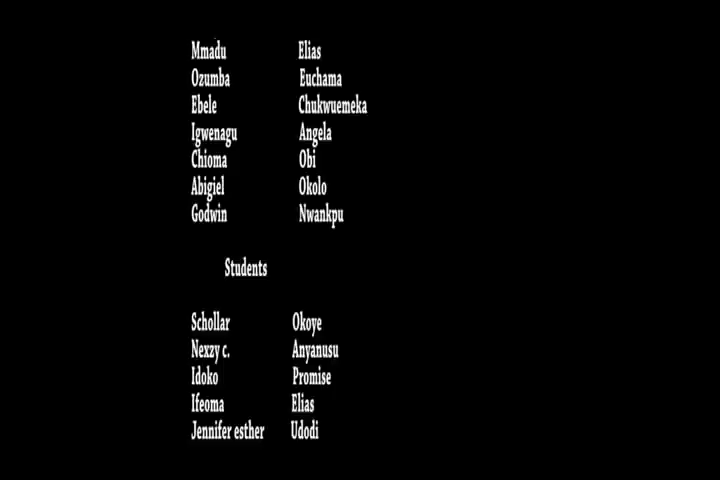 Mmadu Elias
Ozumba Euchama
Ebele Chukwuemeka
Igwenagu Angela
Chioma Obi
Abigiel Okolo
Godwin Nwankpu
Students
Schollar Okoye
Nexzy c. Anyanusu
Idoko Promise
Ifeoma Elias
Jennifer esther Udodi